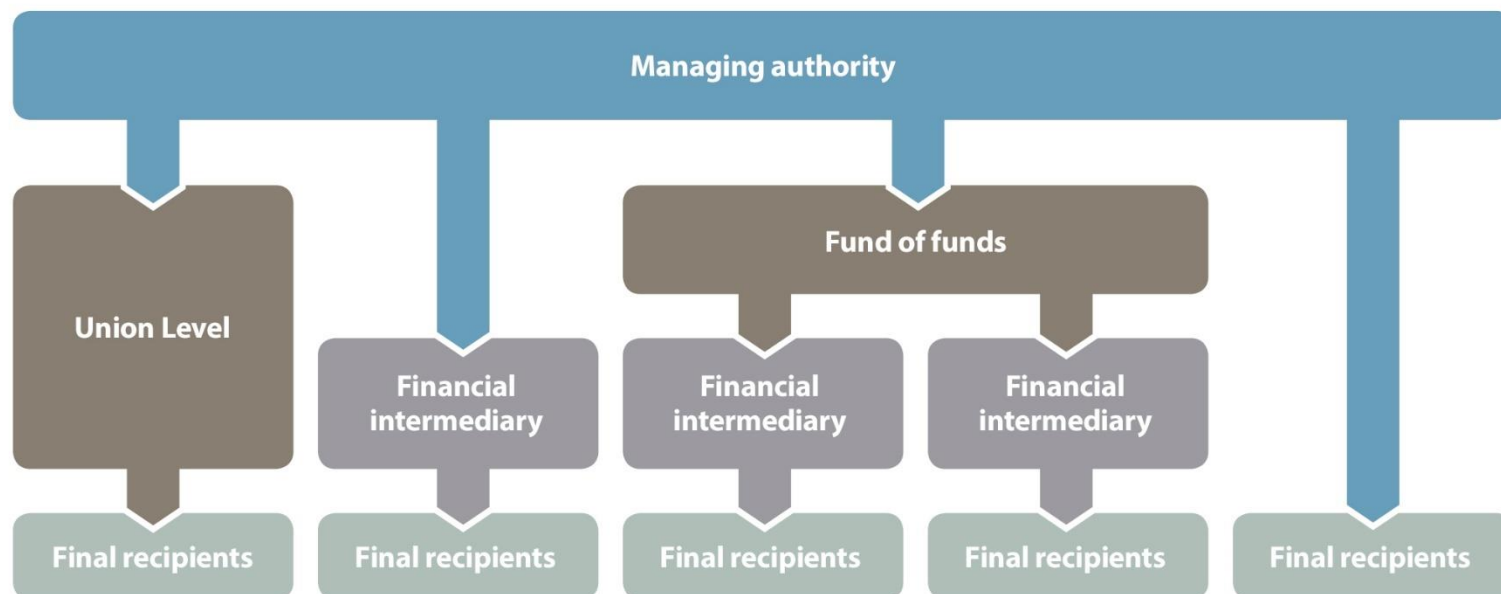 Managing authority
Fund of funds
Union Level
Financial
intermediary
Financial
intermediary
Financial
intermediary
Final recipients
Final recipients
Final recipients
Final recipients
Final recipients